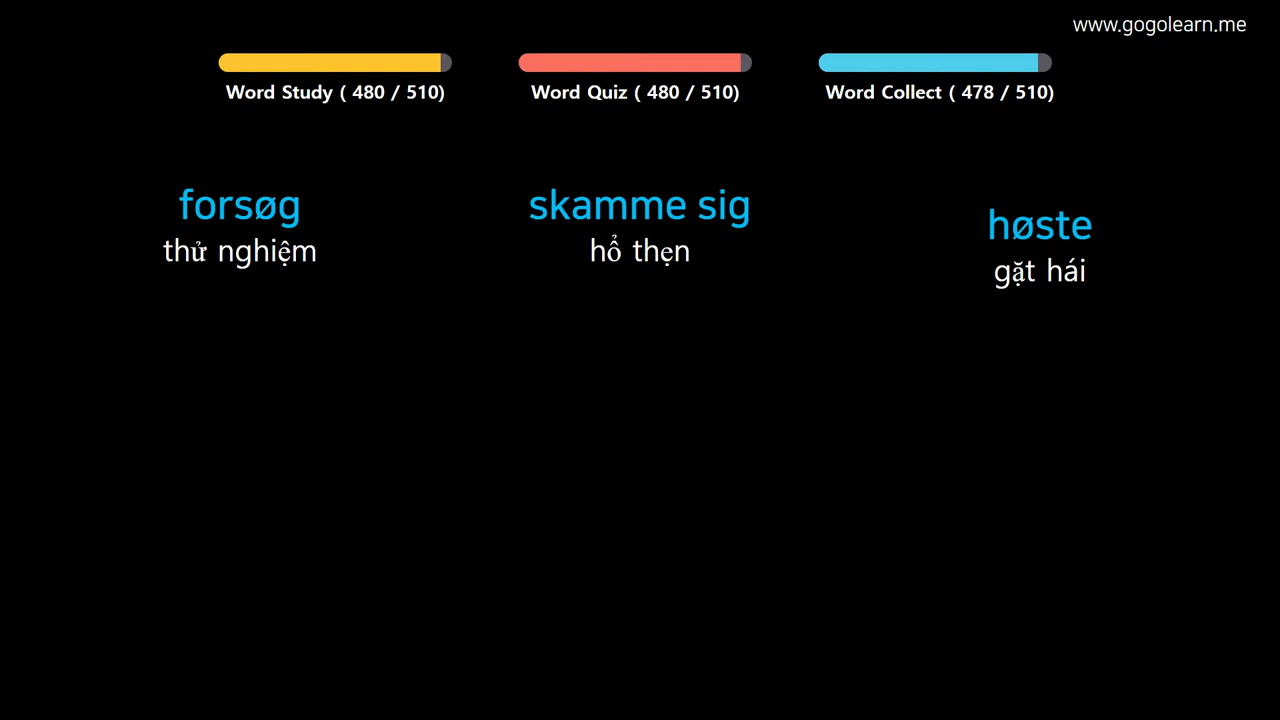 www.gogolearn.me
Word Study ( 480 / 510)
Word Quiz ( 480 / 510)
Word Collect ( 478 / 510)
forsøg
thử nghiệm
skamme sig
hổ thẹn
høste
gặt hái